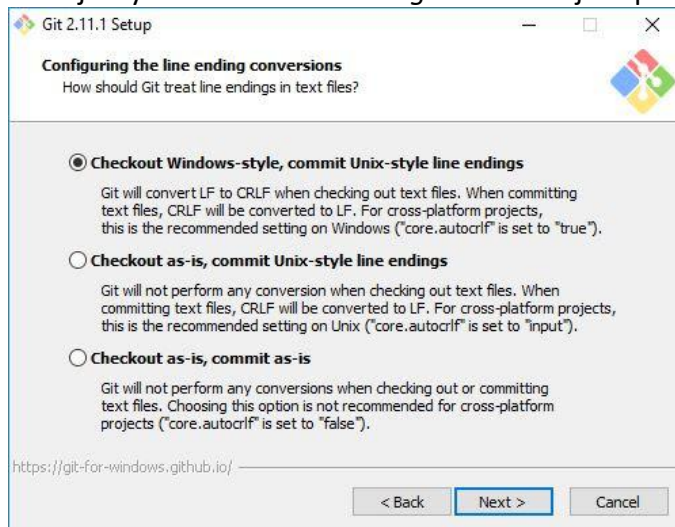 Git 2.11.1 Setup
Configuring the line ending conversions
How should Git treat line endings in text files?
Checkout Windows-style, commit Unix-style line endings
Git will convert LF to CRLF when checking out text files. When committing
text files, CRLF will be converted to LF. For cross-platform projects,
this is the recommended setting on Windows ("core.autocrlf" is set to "true").
Checkout as-is, commit Unix-style line endings
Git will not perform any conversion when checking out text files. When
committing text files, CRLF will be converted to LF. For cross-platform projects,
this is the recommended setting on Unix ("core.autocrlf" is set to "input").
Checkout as-is, commit as-is
Git will not perform any conversions when checking out or committing
text files. Choosing this option is not recommended for cross-platform
projects ("core.autocrlf" is set to "false").
https://git-for-windows.github.io/
< Back Next > Cancel